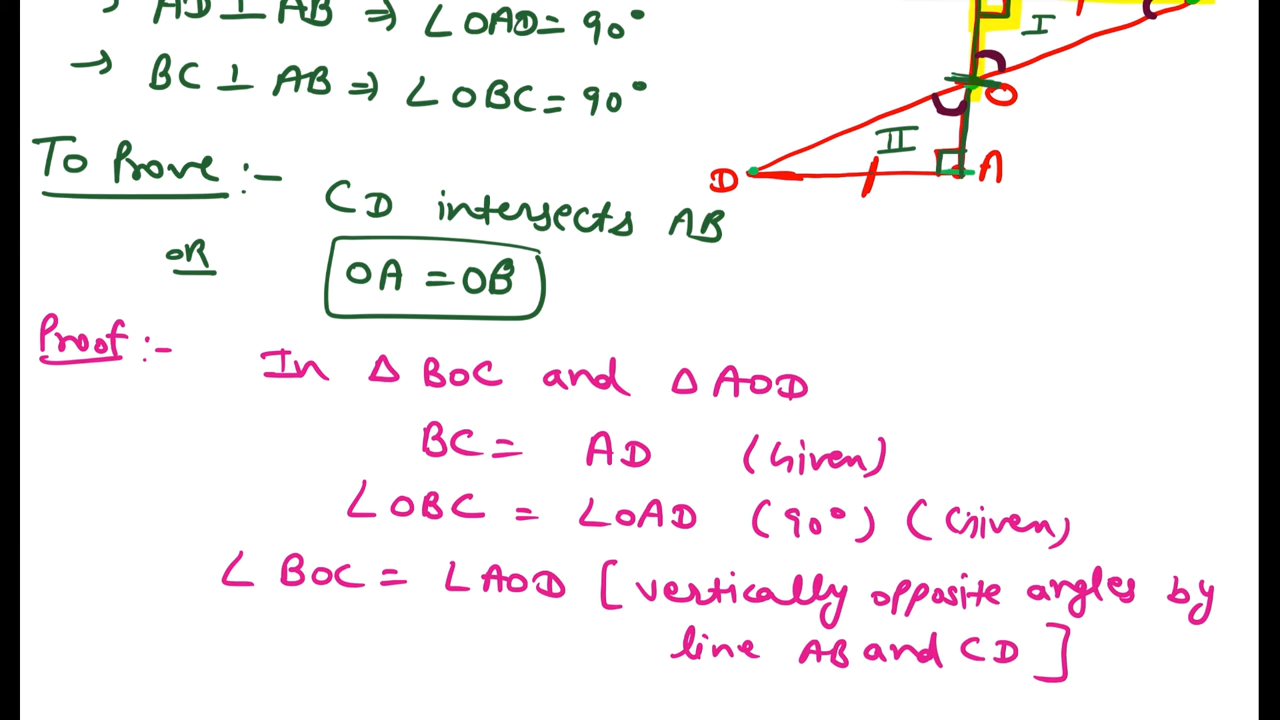 → AD ⊥ AB ⇒ ∠OAD = 90°
→ BC ⊥ AB ⇒ ∠OBC = 90°
I
O
II
D
A
To Prove :- CD intersects AB
OR OA = OB
Proof :- In △ BOC and △ AOD
BC = AD (Given)
∠OBC = ∠OAD (90°) (Given)
∠BOC = ∠AOD [vertically opposite angles by
line AB and CD]